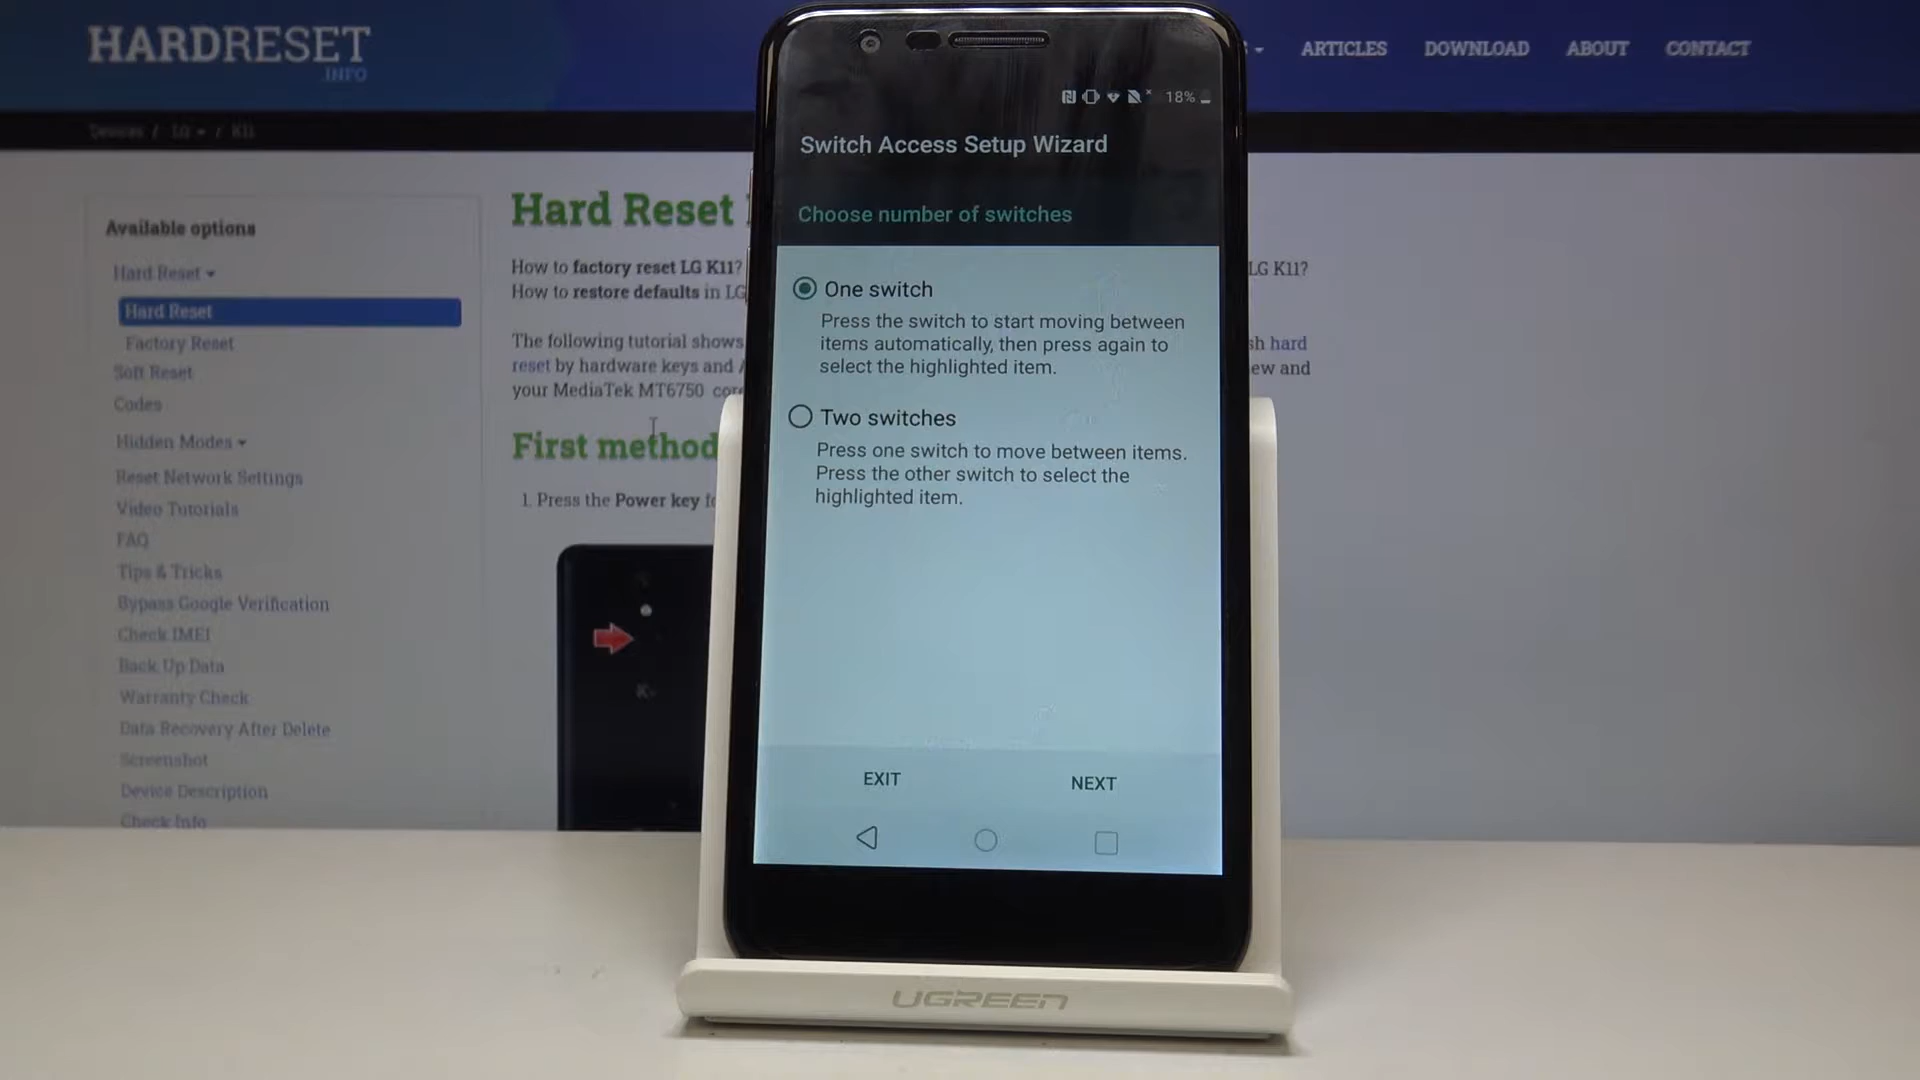 HARDRESET
.INFO
ARTICLES
DOWNLOAD
ABOUT
CONTACT
Devices / LG / K11
Available options
Hard Reset
Hard Reset
Factory Reset
Soft Reset
Codes
Hidden Modes
Reset Network Settings
Video Tutorials
FAQ
Tips & Tricks
Bypass Google Verification
Check IMEI
Back Up Data
Warranty Check
Data Recovery After Delete
Screenshot
Device Description
Check Info
Hard Reset
How to factory reset LG K11?
LG K11?
How to restore defaults in LG
The following tutorial shows
hard
reset by hardware keys and
ew and
your MediaTek MT6750
First method
1. Press the Power key
18%
Switch Access Setup Wizard
Choose number of switches
One switch
Press the switch to start moving between
items automatically, then press again to
select the highlighted item.
Two switches
Press one switch to move between items.
Press the other switch to select the
highlighted item.
EXIT
NEXT
UGREEN